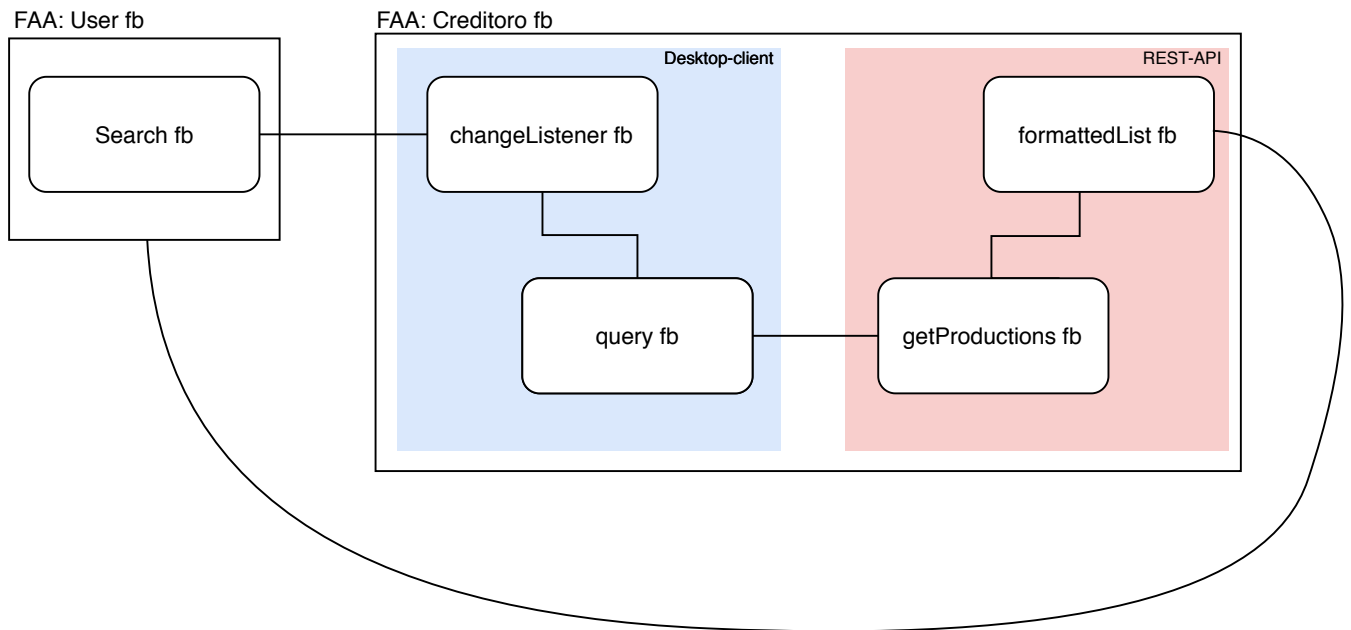 FAA: User fb
FAA: Creditoro fb
Desktop-client
REST-API
Search fb
changeListener fb
formattedList fb
query fb
getProductions fb